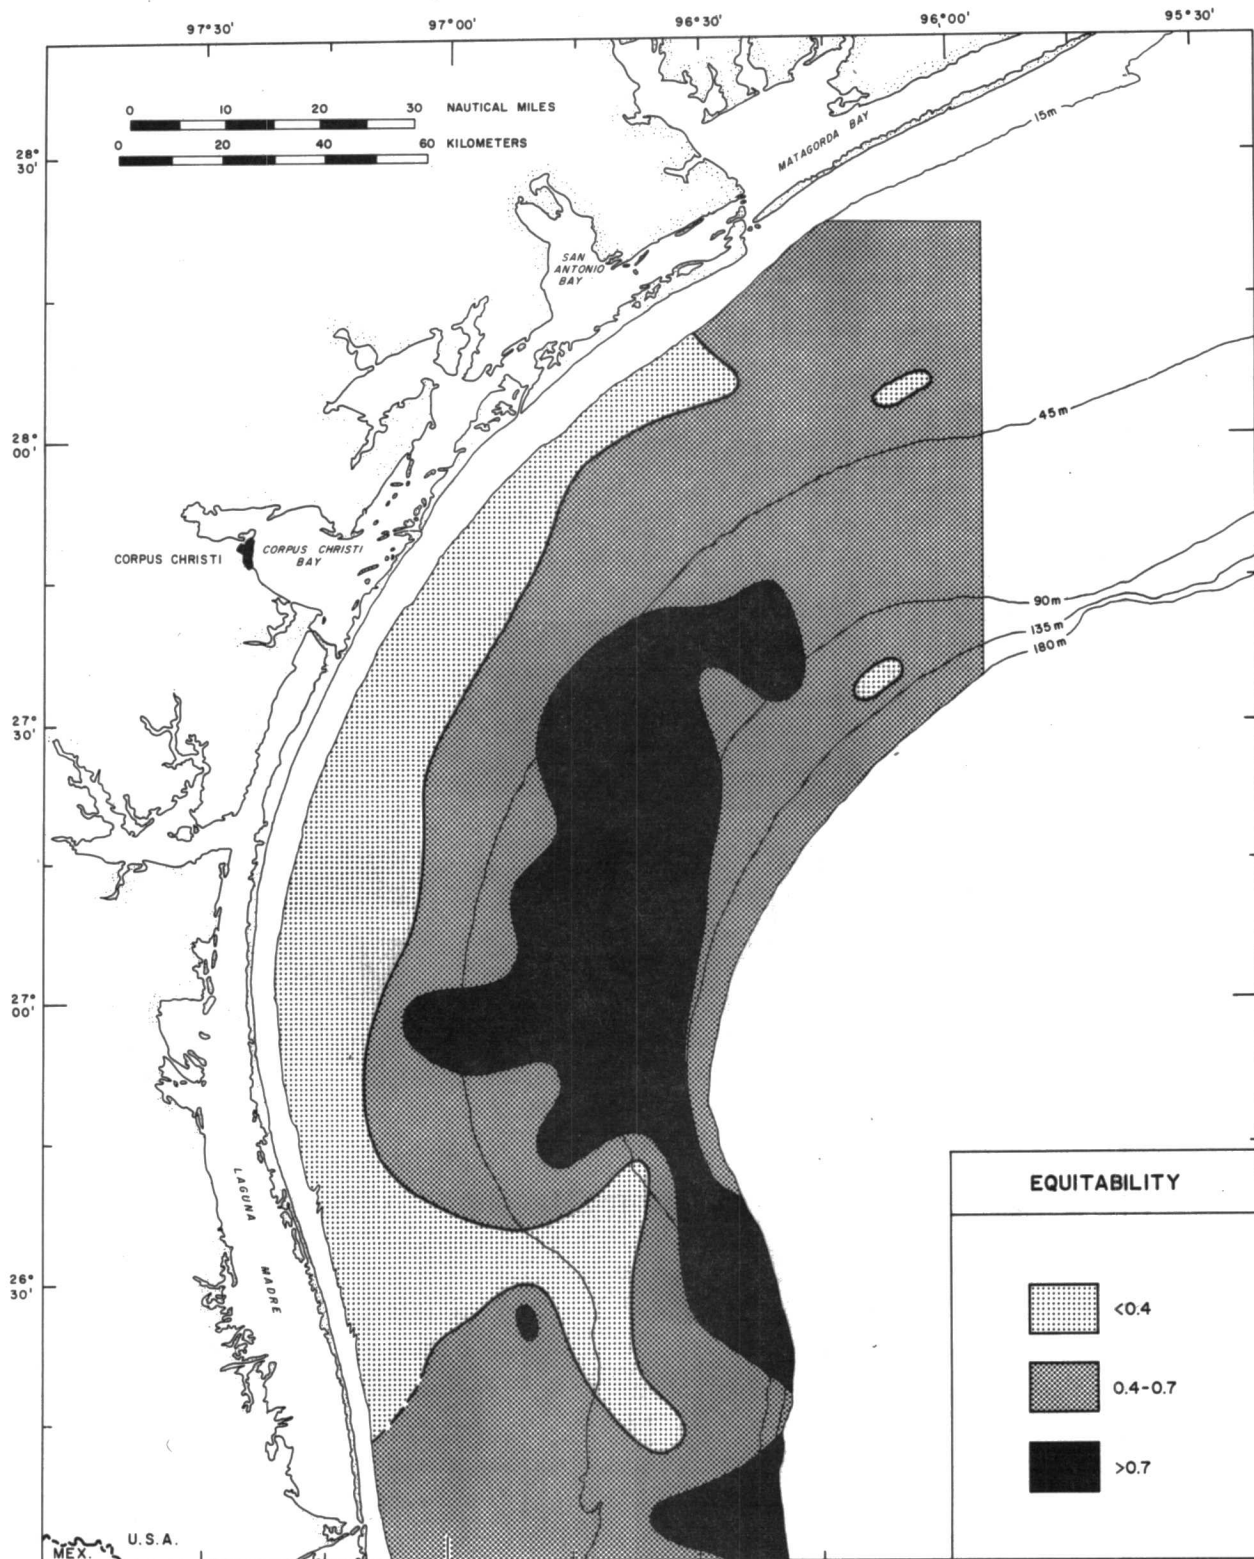 97°30'
97°00'
96°30'
96°00'
95°30'
0 10 20 30 NAUTICAL MILES
0 20 40 60 KILOMETERS
28°
30'
15m
MATAGORDA BAY
SAN
ANTONIO
BAY
45m
28°
00'
CORPUS CHRISTI
CORPUS CHRISTI
BAY
90m
135m
180m
27°
30'
27°
00'
LAGUNA
MADRE
26°
30'
EQUITABILITY
<0.4
0.4-0.7
>0.7
U.S.A.
MEX.